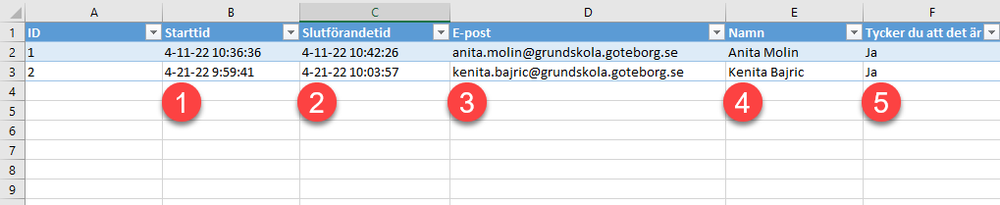 A B C D E F
1 ID Starttid Slutförandetid E-post Namn Tycker du att det är
2 1 4-11-22 10:36:36 4-11-22 10:42:26 anita.molin@grundskola.goteborg.se Anita Molin Ja
3 2 4-21-22 9:59:41 4-21-22 10:03:57 kenita.bajric@grundskola.goteborg.se Kenita Bajric Ja
4
1 2 3 4 5
5
6
7
8
9